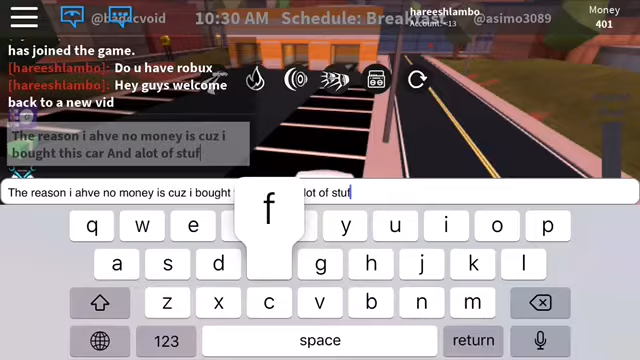 @badccvoid 10:30 AM Schedule: Breakfast @asimo3089
hareeshlambo
Account: <13
Money
401
has joined the game.
[hareeshlambo]: Do u have robux
[hareeshlambo]: Hey guys welcome
back to a new vid
The reason i ahve no money is cuz i
bought this car And alot of stuf
The reason i ahve no money is cuz i bought lot of stuf
f
q w e y u i o p
a s d g h j k l
z x c v b n m
123 space return